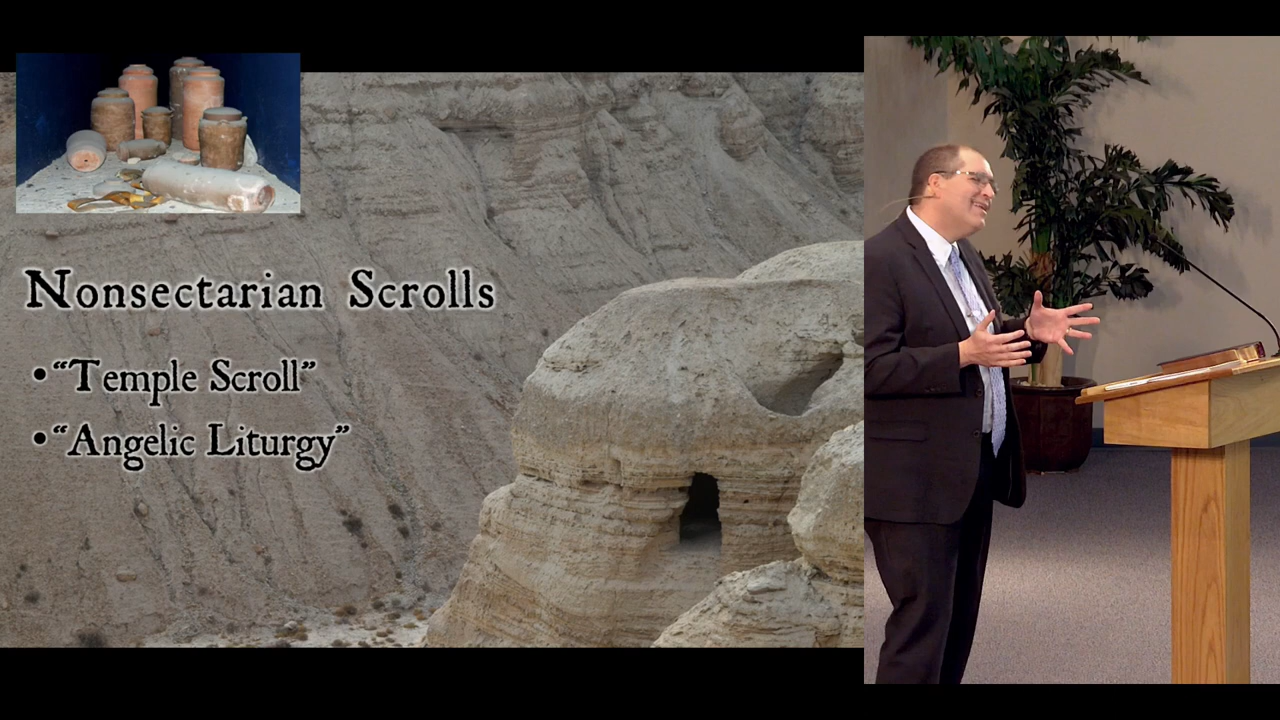 Nonsectarian Scrolls
• “Temple Scroll”
• “Angelic Liturgy”